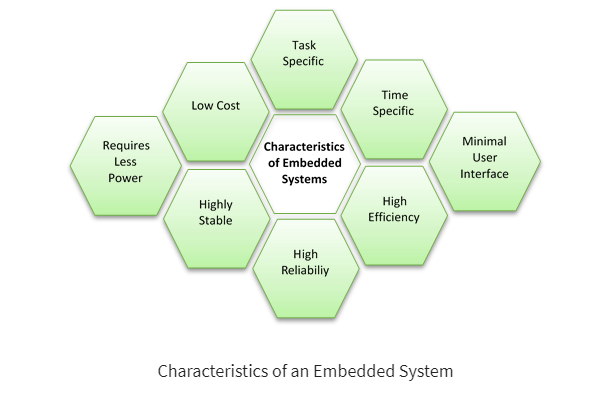 Task
Specific
Low Cost
Time
Specific
Requires
Less
Power
Characteristics
of Embedded
Systems
Minimal
User
Interface
Highly
Stable
High
Efficiency
High
Reliabiliy
Characteristics of an Embedded System